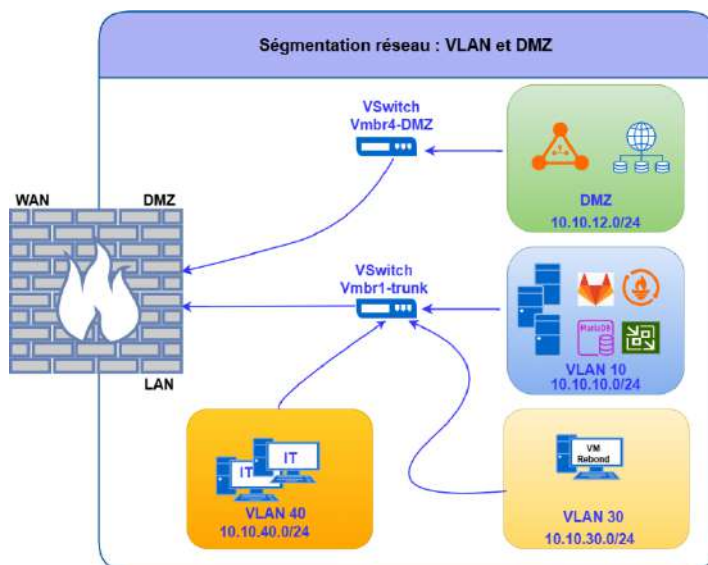 Ségmentation réseau : VLAN et DMZ
VSwitch
Vmbr4-DMZ
WAN
DMZ
DMZ
10.10.12.0/24
VSwitch
Vmbr1-trunk
MariaDB
VLAN 10
10.10.10.0/24
LAN
IT
IT
VLAN 40
10.10.40.0/24
VM
Rebond
VLAN 30
10.10.30.0/24